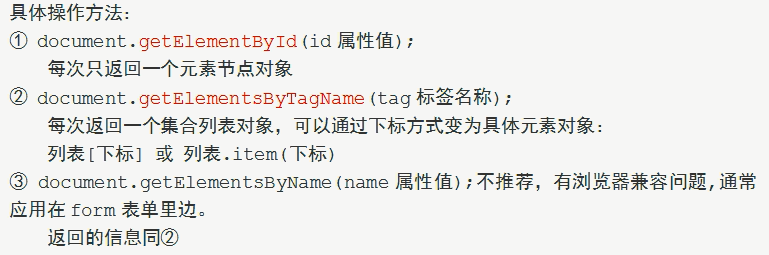 具体操作方法:
① document.getElementById(id 属性值);
每次只返回一个元素节点对象
② document.getElementsByTagName(tag 标签名称);
每次返回一个集合列表对象，可以通过下标方式变为具体元素对象:
列表[下标] 或 列表.item(下标)
③ document.getElementsByName(name 属性值);不推荐，有浏览器兼容问题,通常
应用在 form 表单里边。
返回的信息同②